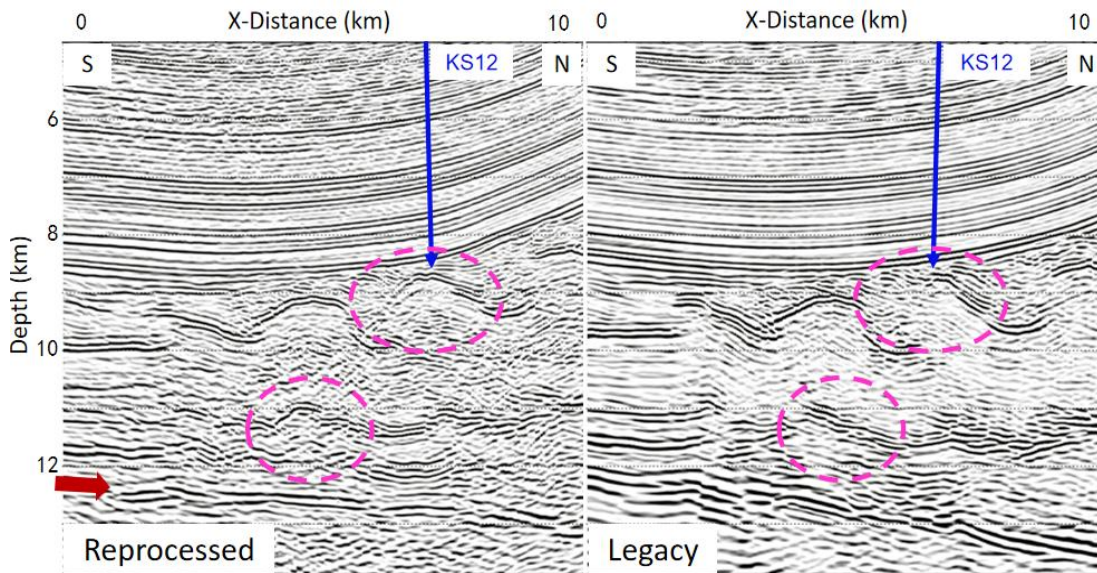 0 X-Distance (km) 10
S KS12 N
6
8
Depth (km)
10
12
Reprocessed
0 X-Distance (km) 10
S KS12 N
Legacy